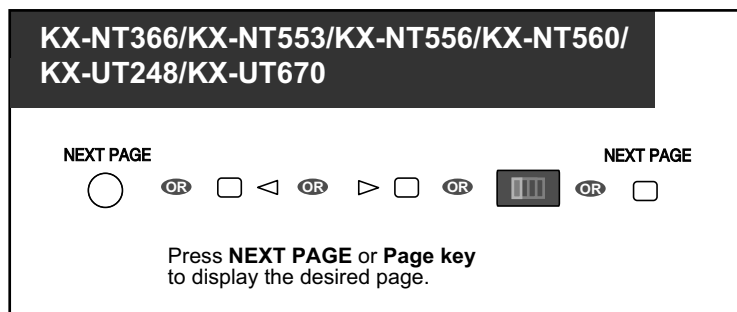 KX-NT366/KX-NT553/KX-NT556/KX-NT560/
KX-UT248/KX-UT670
NEXT PAGE
NEXT PAGE
OR OR OR OR
Press NEXT PAGE or Page key
to display the desired page.